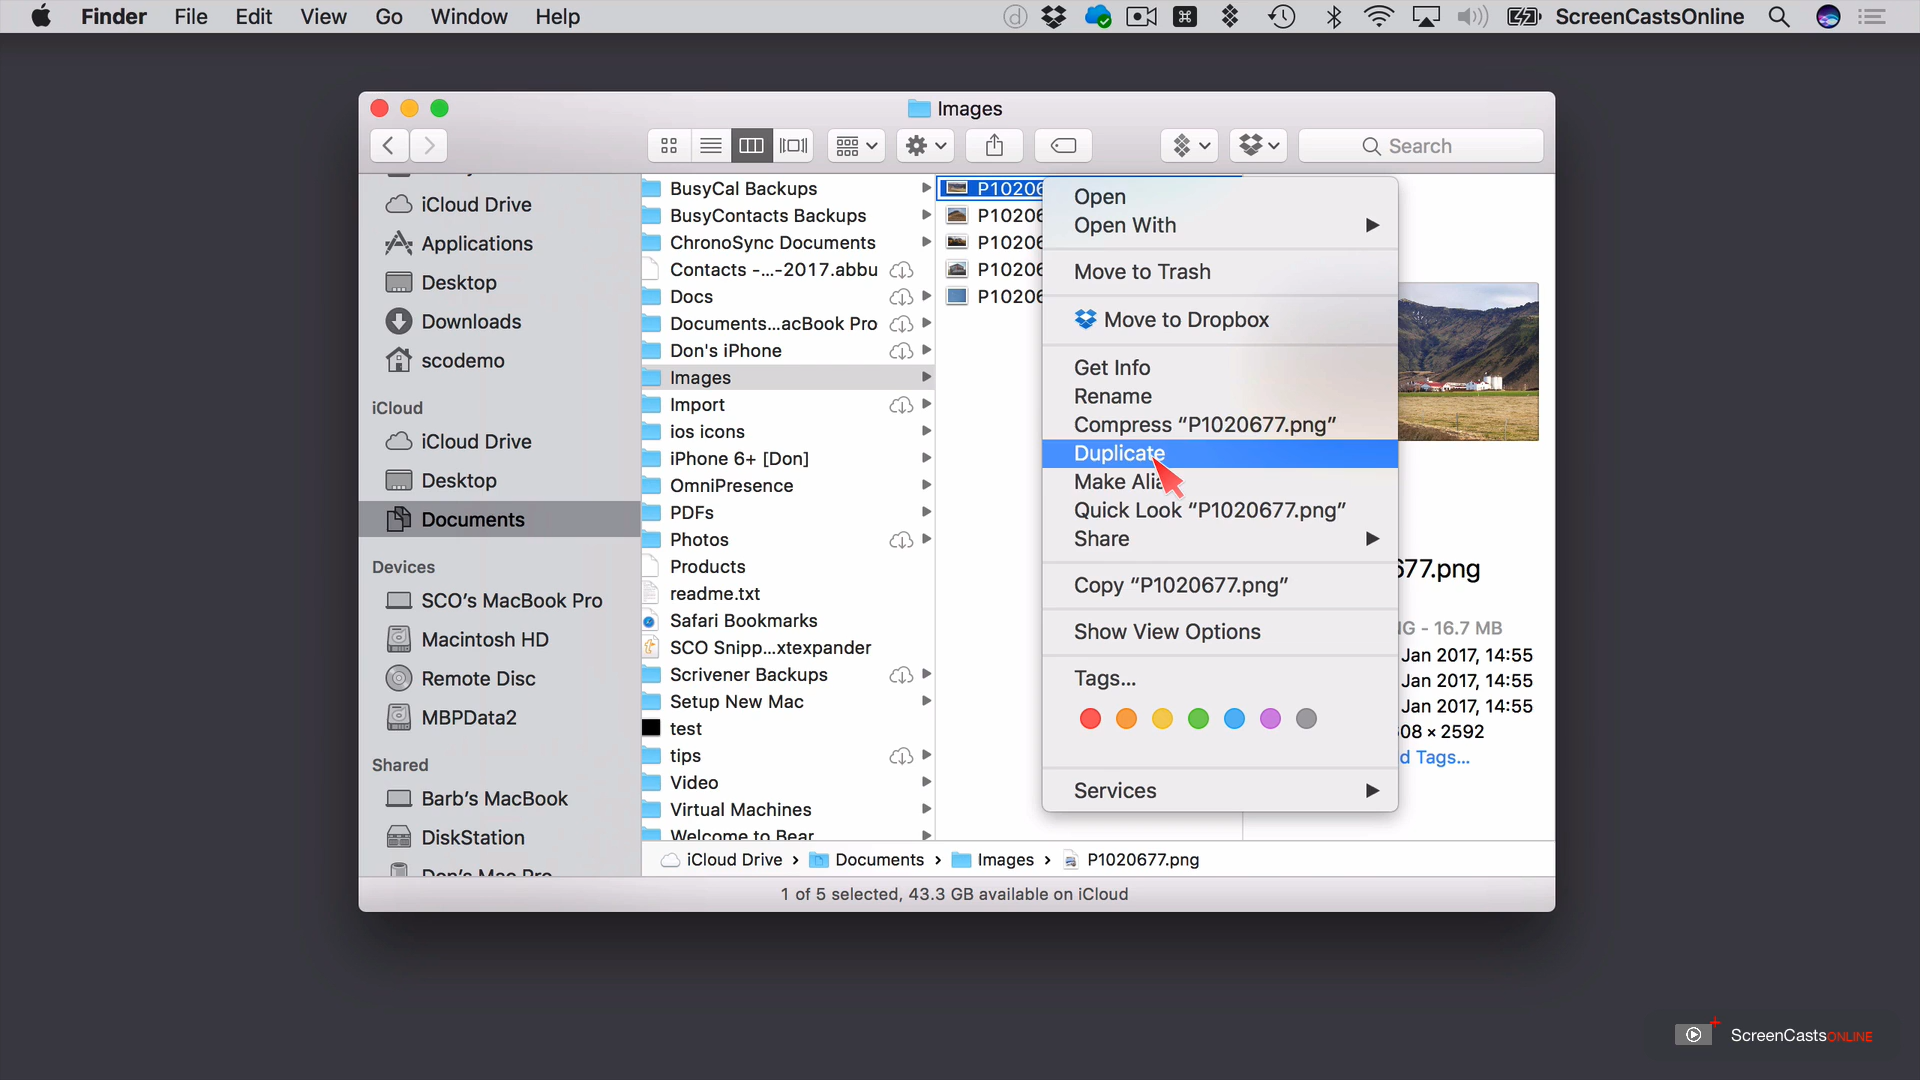 Finder File Edit View Go Window Help ScreenCastsOnline
Images
Search
iCloud Drive
Applications
Desktop
Downloads
scodemo
iCloud
iCloud Drive
Desktop
Documents
Devices
SCO’s MacBook Pro
Macintosh HD
Remote Disc
MBPData2
Shared
Barb’s MacBook
DiskStation
Don’s Mac Pro
BusyCal Backups
BusyContacts Backups
ChronoSync Documents
Contacts -...-2017.abbu
Docs
Documents...acBook Pro
Don's iPhone
Images
Import
ios icons
iPhone 6+ [Don]
OmniPresence
PDFs
Photos
Products
readme.txt
Safari Bookmarks
SCO Snipp...xtexpander
Scrivener Backups
Setup New Mac
test
tips
Video
Virtual Machines
Welcome to Bear
P10206
P10206
P10206
P10206
P10206
Open
Open With
Move to Trash
Move to Dropbox
Get Info
Rename
Compress “P1020677.png”
Duplicate
Make Alia
Quick Look “P1020677.png”
Share
Copy “P1020677.png”
Show View Options
Tags...
Services
677.png
NG - 16.7 MB
Jan 2017, 14:55
Jan 2017, 14:55
Jan 2017, 14:55
08 × 2592
d Tags...
iCloud Drive › Documents › Images › P1020677.png
1 of 5 selected, 43.3 GB available on iCloud
ScreenCastsONLINE